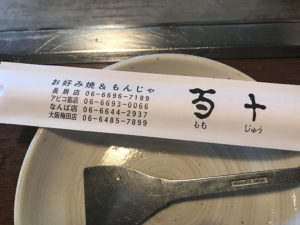 お好み焼&もんじゃ
長居店 06-6696-7189
アビコ店 06-6693-0066
なんば店 06-6644-2937
大阪梅田店 06-6485-7899
百十
もも じゅう